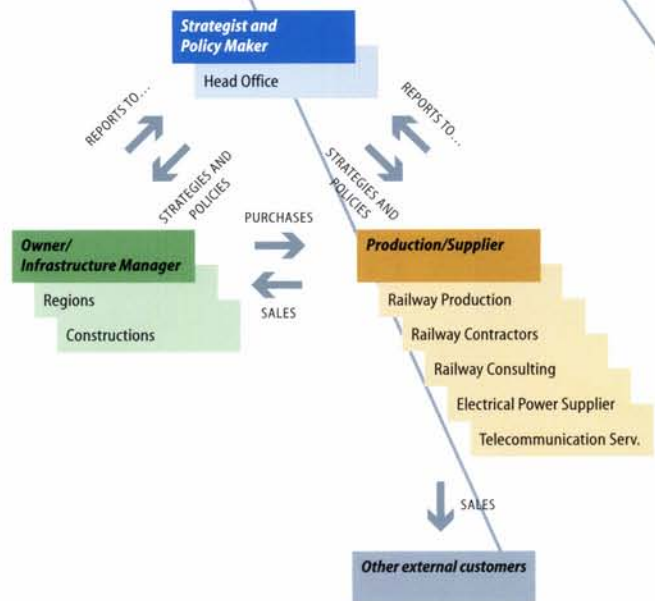 Strategist and
Policy Maker
Head Office
REPORTS TO...
REPORTS TO...
STRATEGIES AND
POLICIES
STRATEGIES AND
POLICIES
PURCHASES
SALES
Owner/
Infrastructure Manager
Regions
Constructions
Production/Supplier
Railway Production
Railway Contractors
Railway Consulting
Electrical Power Supplier
Telecommunication Serv.
SALES
Other external customers